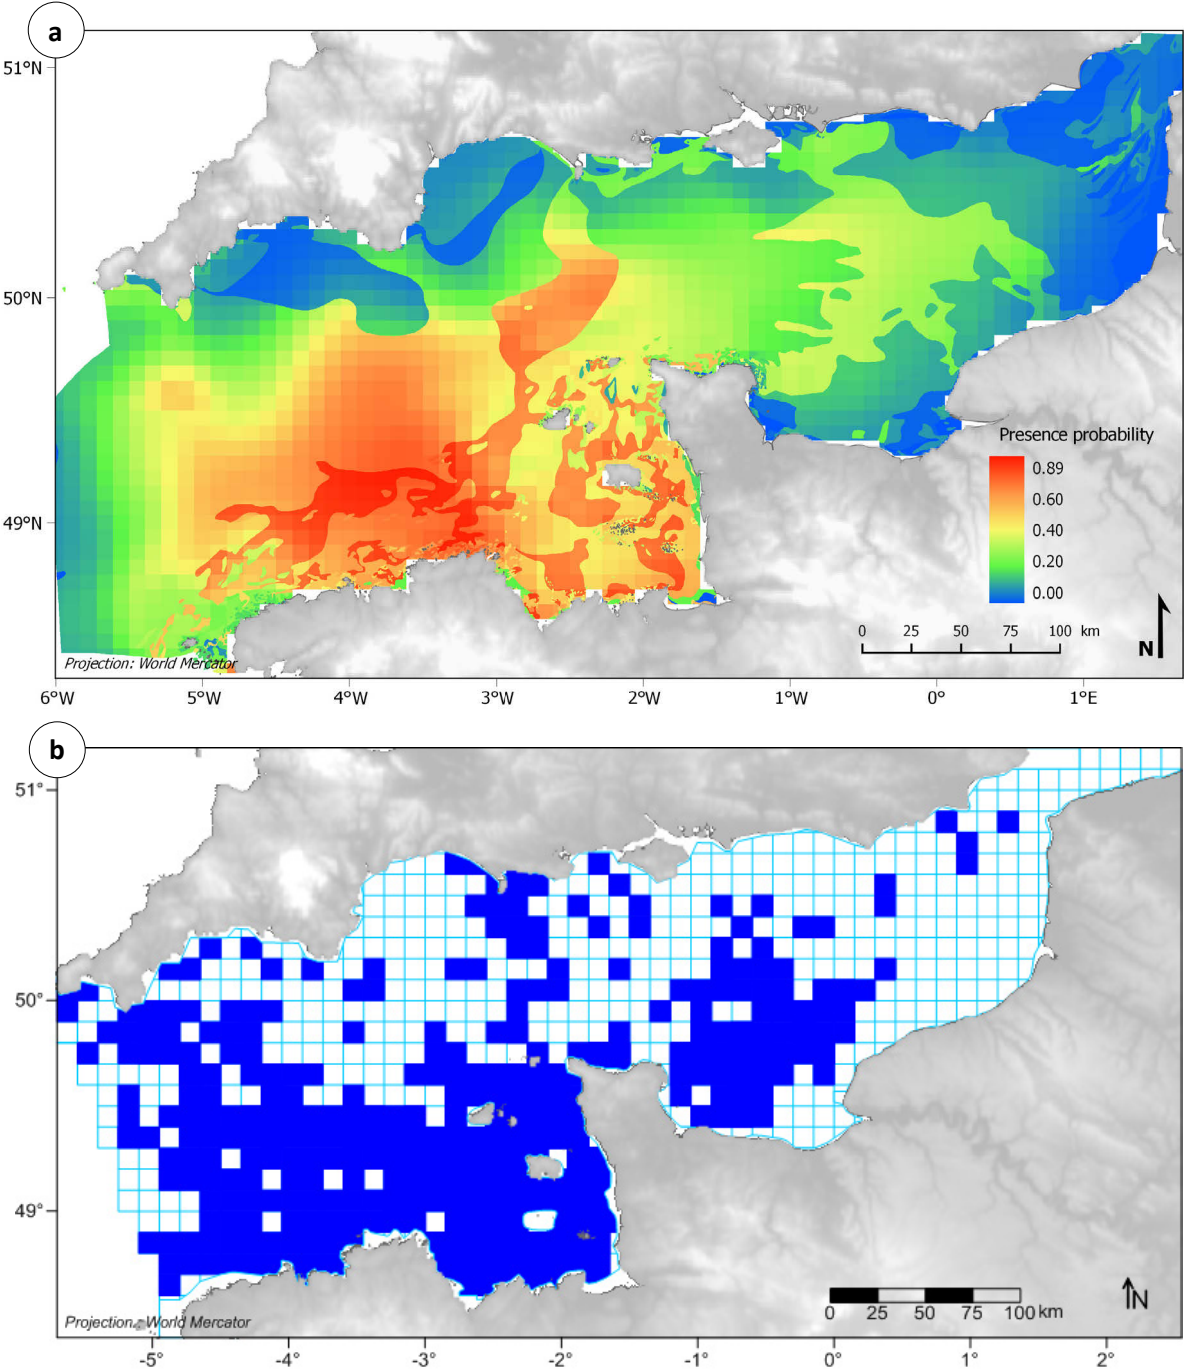 a
51°N
50°N
49°N
Presence probability
0.89
0.60
0.40
0.20
0.00
0 25 50 75 100 km
N
Projection: World Mercator
6°W 5°W 4°W 3°W 2°W 1°W 0° 1°E
b
51°
50°
49°
0 25 50 75 100 km
N
Projection: World Mercator
-5° -4° -3° -2° -1° 0° 1° 2°